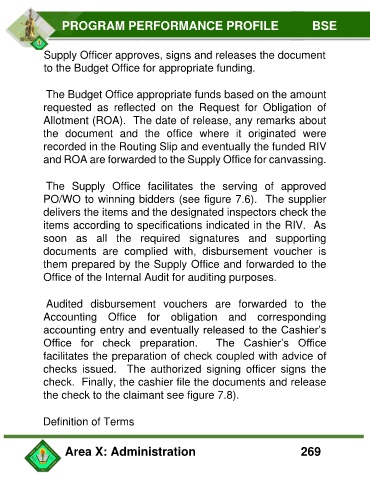 PROGRAM PERFORMANCE PROFILE BSE
Supply Officer approves, signs and releases the document
to the Budget Office for appropriate funding.
The Budget Office appropriate funds based on the amount
requested as reflected on the Request for Obligation of
Allotment (ROA). The date of release, any remarks about
the document and the office where it originated were
recorded in the Routing Slip and eventually the funded RIV
and ROA are forwarded to the Supply Office for canvassing.
The Supply Office facilitates the serving of approved
PO/WO to winning bidders (see figure 7.6). The supplier
delivers the items and the designated inspectors check the
items according to specifications indicated in the RIV. As
soon as all the required signatures and supporting
documents are complied with, disbursement voucher is
them prepared by the Supply Office and forwarded to the
Office of the Internal Audit for auditing purposes.
Audited disbursement vouchers are forwarded to the
Accounting Office for obligation and corresponding
accounting entry and eventually released to the Cashier's
Office for check preparation. The Cashier's Office
facilitates the preparation of check coupled with advice of
checks issued. The authorized signing officer signs the
check. Finally, the cashier file the documents and release
the check to the claimant see figure 7.8).
Definition of Terms
Area X: Administration 269